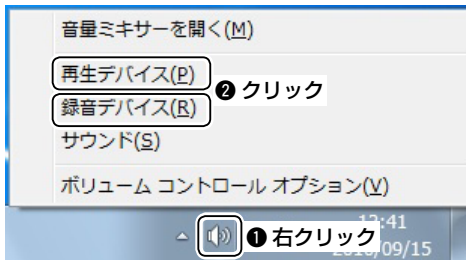 音量ミキサーを開く(M)
再生デバイス(P)
❷ クリック
録音デバイス(R)
サウンド(S)
ボリューム コントロール オプション(V)
❶ 右クリック
:41
/09/15